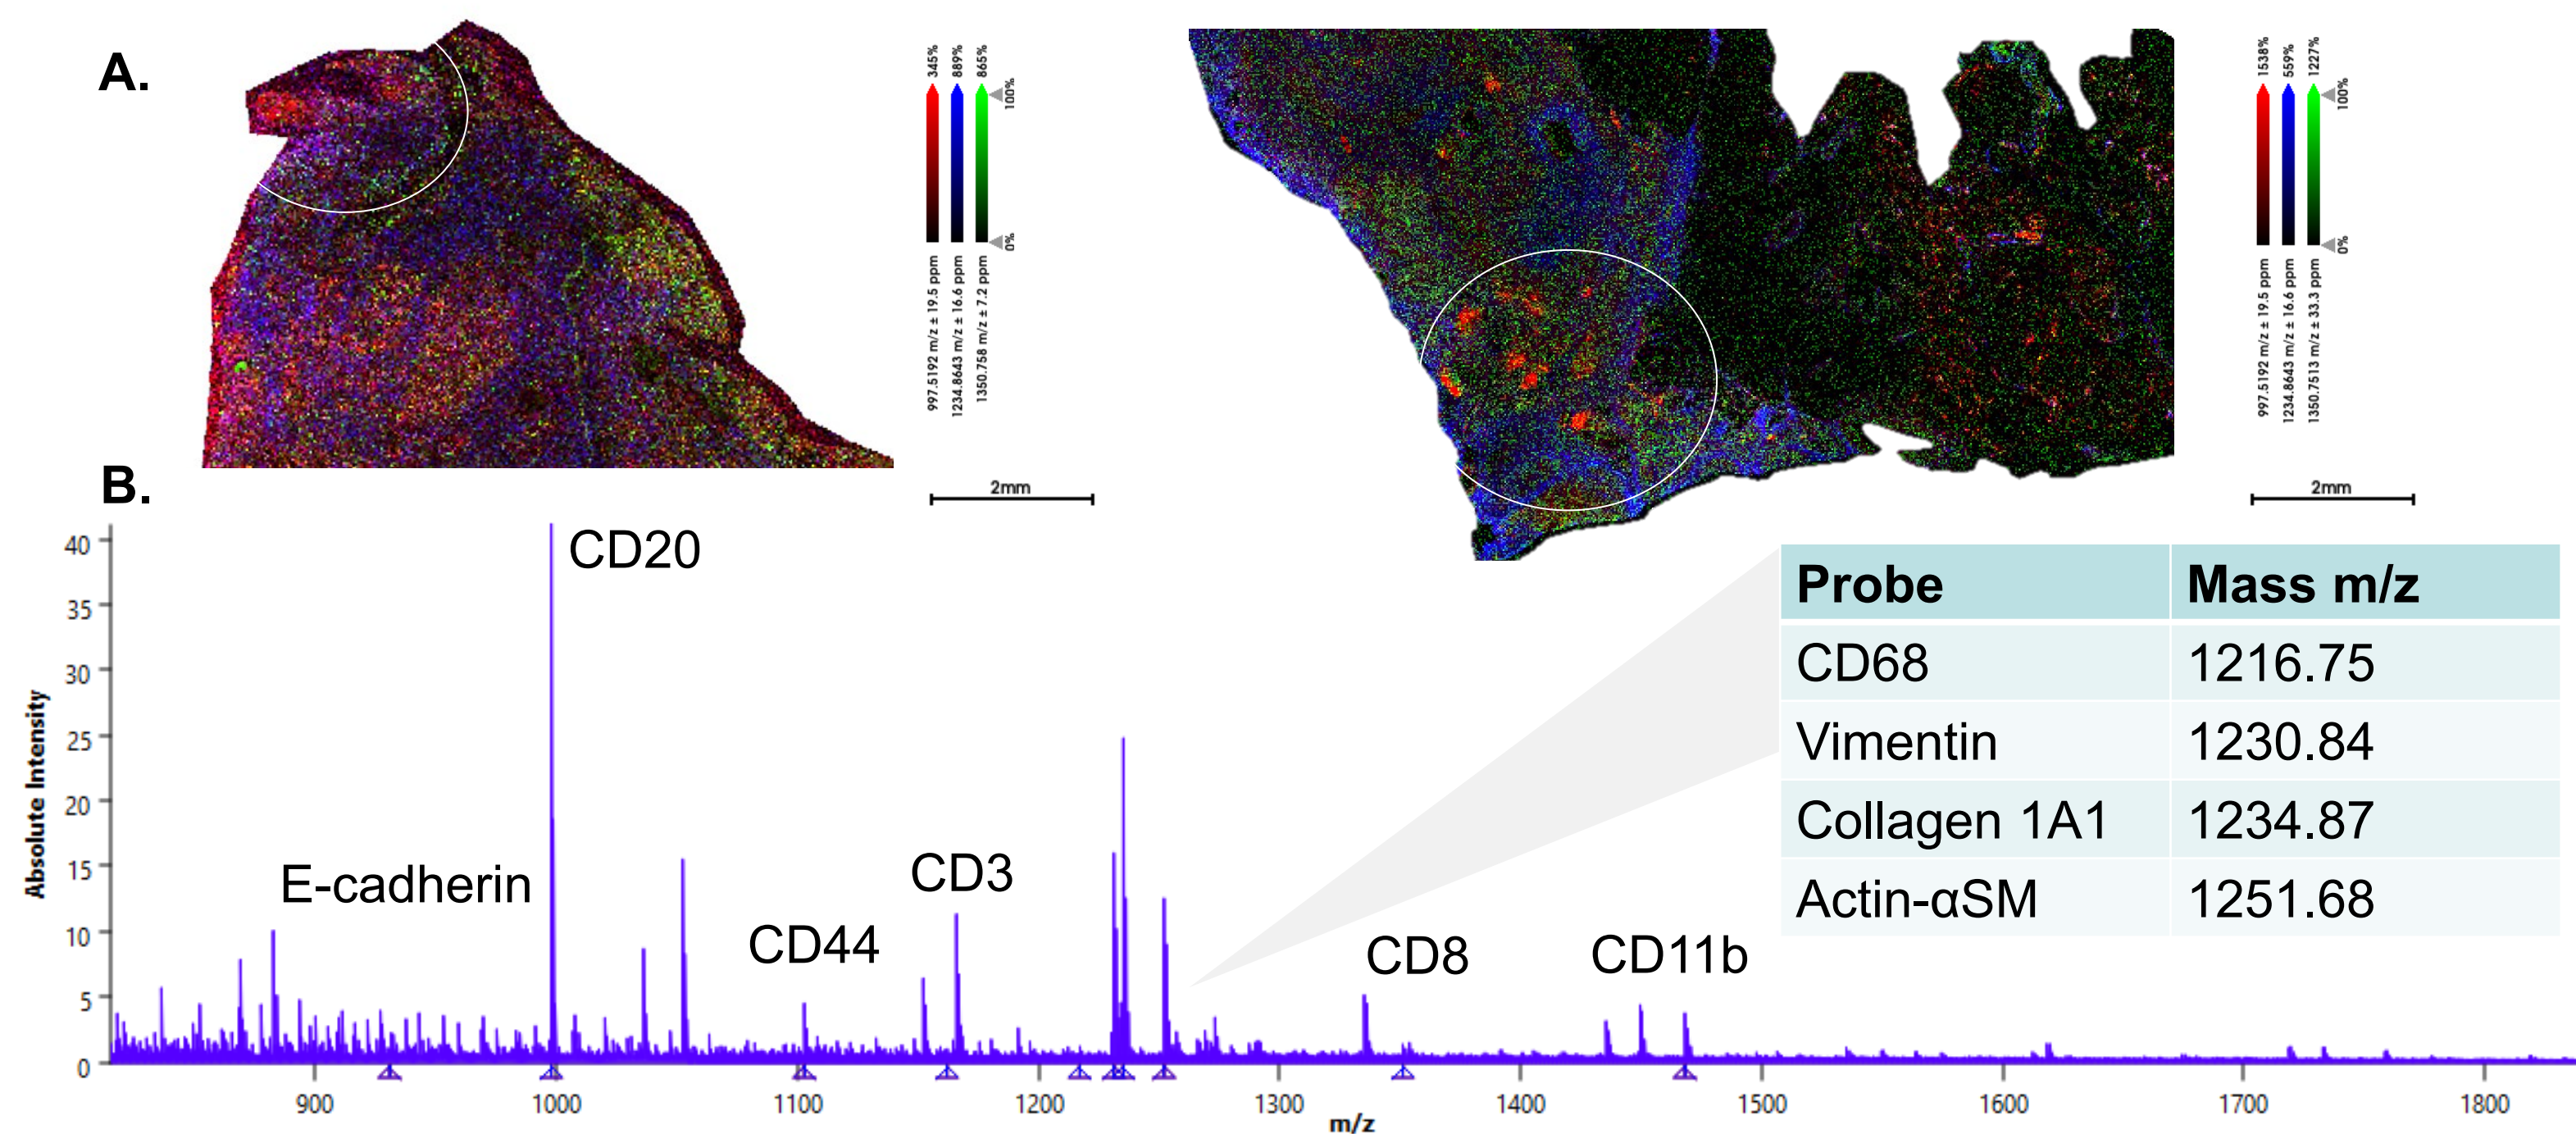 A.
345%
889%
865%
100%
0%
997.5192 m/z ± 19.5 ppm
1234.8643 m/z ± 16.6 ppm
1350.758 m/z ± 7.2 ppm
2mm
1538%
559%
1227%
100%
0%
997.5192 m/z ± 19.5 ppm
1234.8643 m/z ± 16.6 ppm
1350.7513 m/z ± 33.3 ppm
2mm
B.
Absolute Intensity
40
35
30
25
20
15
10
5
0
E-cadherin
CD20
CD44
CD3
CD8
CD11b
900 1000 1100 1200 1300 1400 1500 1600 1700 1800
m/z
Probe Mass m/z
CD68 1216.75
Vimentin 1230.84
Collagen 1A1 1234.87
Actin-αSM 1251.68